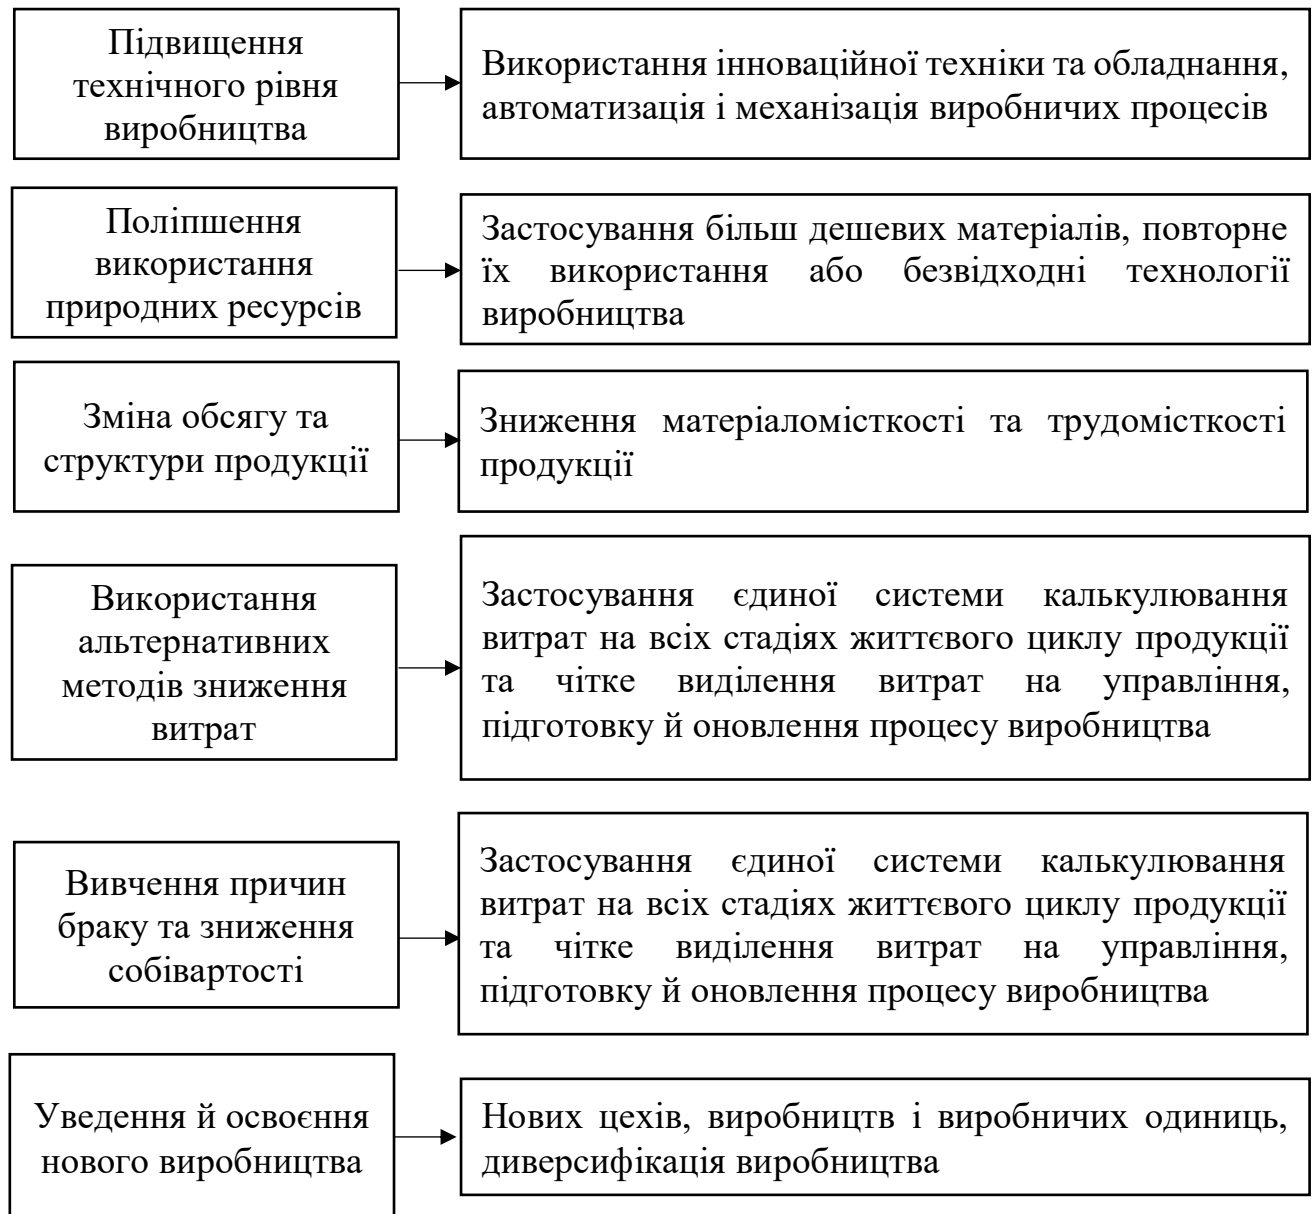 Підвищення
технічного рівня
виробництва
Використання інноваційної техніки та обладнання,
автоматизація і механізація виробничих процесів
Поліпшення
використання
природних ресурсів
Застосування більш дешевих матеріалів, повторне
їх використання або безвідходні технології
виробництва
Зміна обсягу та
структури продукції
Зниження матеріаломісткості та трудомісткості
продукції
Використання
альтернативних
методів зниження
витрат
Застосування єдиної системи калькулювання
витрат на всіх стадіях життєвого циклу продукції
та чітке виділення витрат на управління,
підготовку й оновлення процесу виробництва
Вивчення причин
браку та зниження
собівартості
Застосування єдиної системи калькулювання
витрат на всіх стадіях життєвого циклу продукції
та чітке виділення витрат на управління,
підготовку й оновлення процесу виробництва
Уведення й освоєння
нового виробництва
Нових цехів, виробництв і виробничих одиниць,
диверсифікація виробництва